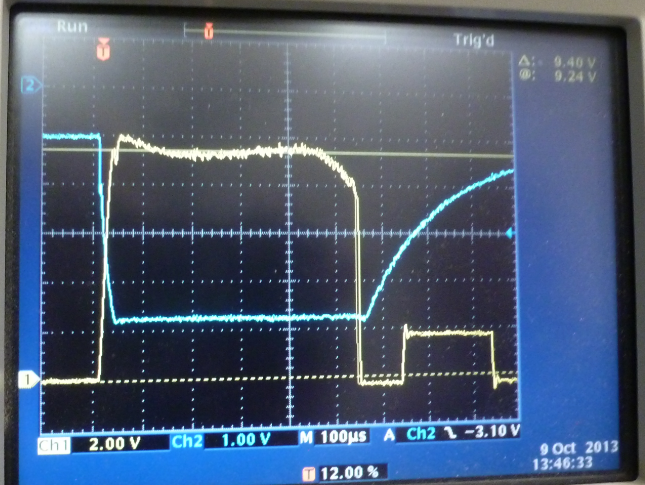 Run
Trig'd
T
T
Δ: 9.46 V
@: 9.24 V
2
1
Ch1 2.00 V Ch2 1.00 V M 100µs A Ch2 -3.10 V
T 12.00 %
9 Oct 2013
13:46:33